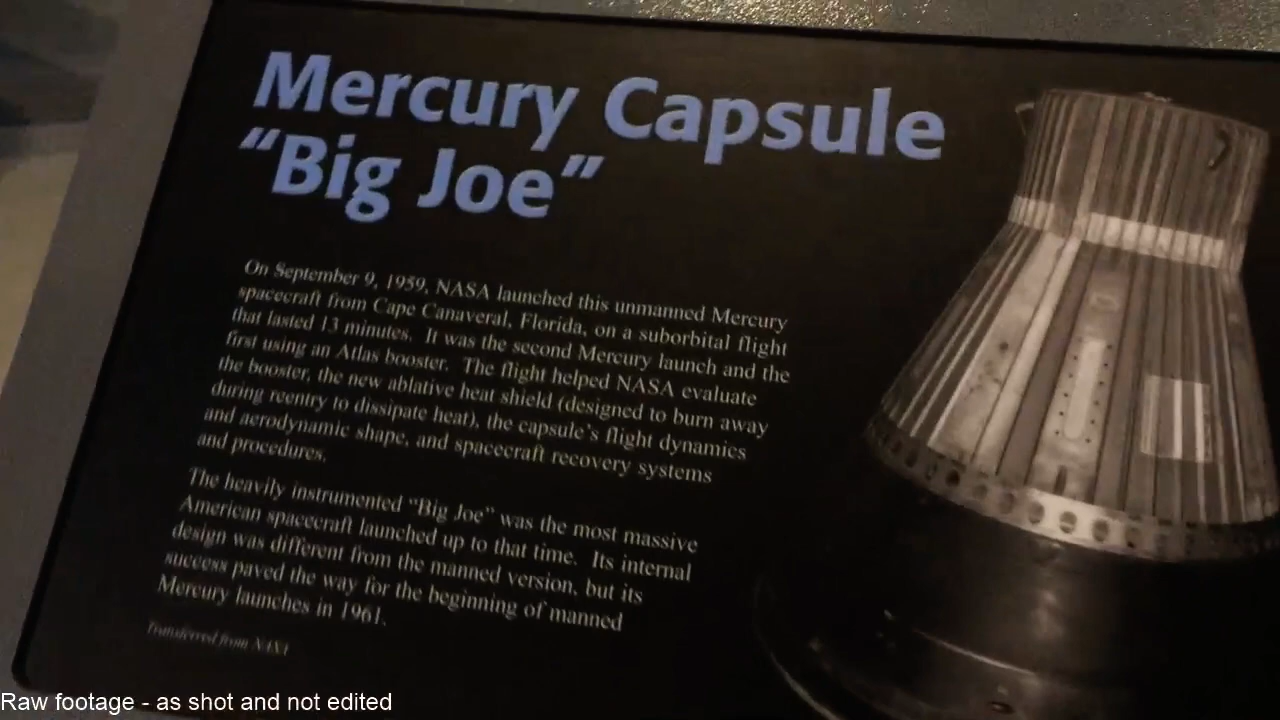 Mercury Capsule
“Big Joe”
On September 9, 1959, NASA launched this unmanned Mercury
spacecraft from Cape Canaveral, Florida, on a suborbital flight
that lasted 13 minutes. It was the second Mercury launch and the
first using an Atlas booster. The flight helped NASA evaluate
the booster, the new ablative heat shield (designed to burn away
during reentry to dissipate heat), the capsule’s flight dynamics
and aerodynamic shape, and spacecraft recovery systems
and procedures.
The heavily instrumented “Big Joe” was the most massive
American spacecraft launched up to that time. Its internal
design was different from the manned version, but its
success paved the way for the beginning of manned
Mercury launches in 1961.
Transferred from NASA
Raw footage - as shot and not edited